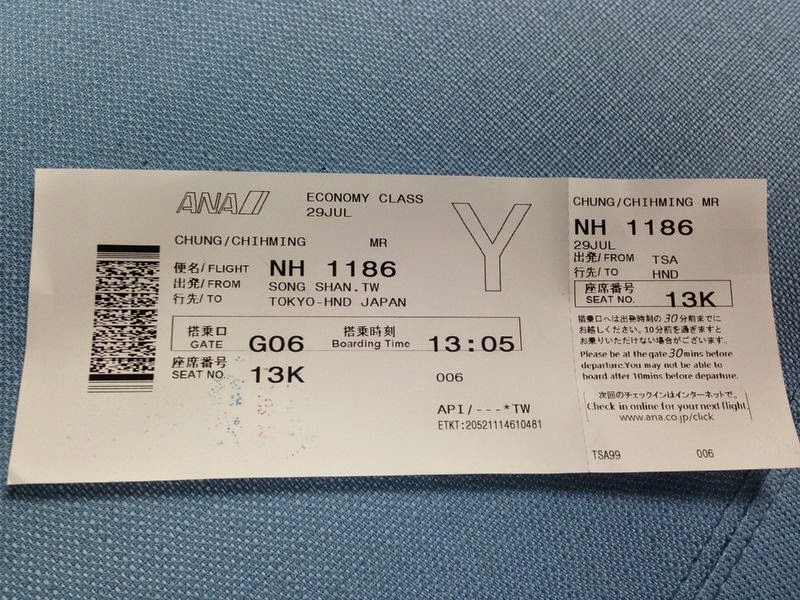 ANA
ECONOMY CLASS
29JUL
Y
CHUNG/CHIHMING MR
便名/FLIGHT NH 1186
出発/FROM SONG SHAN.TW
行先/TO TOKYO-HND JAPAN
搭乗口 搭乗時刻
GATE G06 Boarding Time 13:05
座席番号
SEAT NO. 13K
006
API/---*TW
ETKT:20521114610481
CHUNG/CHIHMING MR
NH 1186
29JUL
出発/FROM TSA
行先/TO HND
座席番号
SEAT NO. 13K
搭乗口へは出発時刻の30分前までに
お越しください。10分前を過ぎますと
お乗りいただけない場合がございます。
Please be at the gate 30mins before
departure.You may not be able to
board after 10mins before departure.
次回のチェックインはインターネットで。
Check in online for your next flight.
www.ana.co.jp/click
TSA99 006